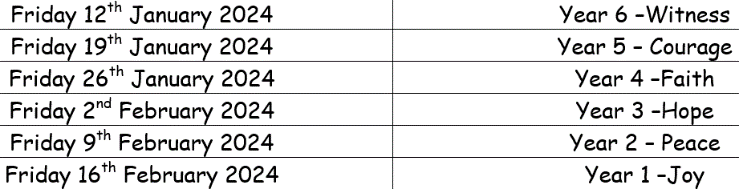 Friday 12th January 2024 Year 6 –Witness
Friday 19th January 2024 Year 5 – Courage
Friday 26th January 2024 Year 4 –Faith
Friday 2nd February 2024 Year 3 –Hope
Friday 9th February 2024 Year 2 – Peace
Friday 16th February 2024 Year 1 –Joy